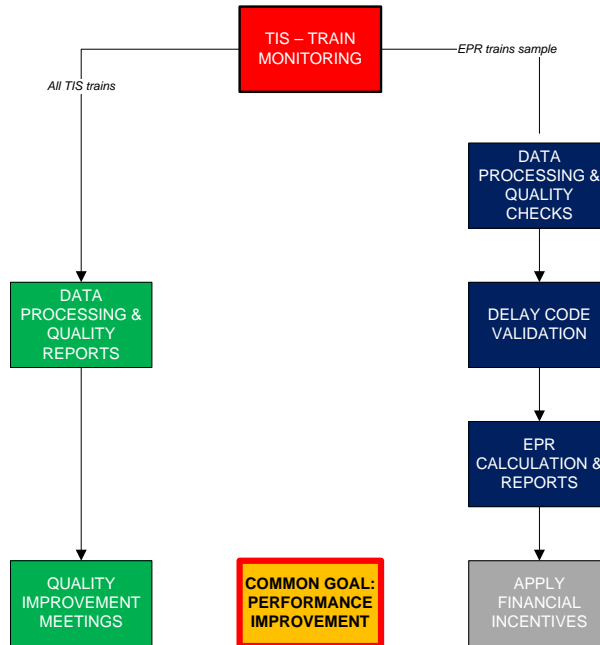 TIS – TRAIN
MONITORING
EPR trains sample
All TIS trains
DATA
PROCESSING &
QUALITY
CHECKS
DATA
PROCESSING &
QUALITY
REPORTS
DELAY CODE
VALIDATION
EPR
CALCULATION &
REPORTS
QUALITY
IMPROVEMENT
MEETINGS
COMMON GOAL:
PERFORMANCE
IMPROVEMENT
APPLY
FINANCIAL
INCENTIVES